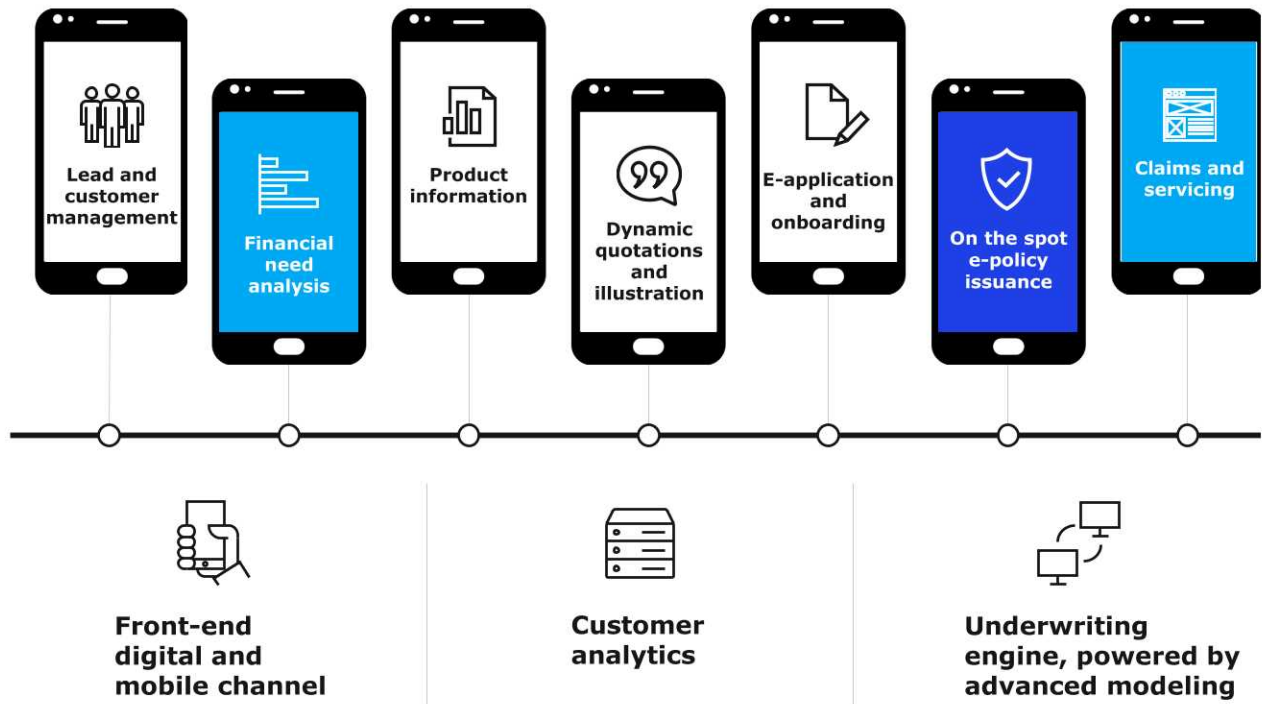 Lead and
customer
management
Financial
need
analysis
Product
information
Dynamic
quotations
and
illustration
E-application
and
onboarding
On the spot
e-policy
issuance
Claims and
servicing
Front-end
digital and
mobile channel
Customer
analytics
Underwriting
engine, powered by
advanced modeling